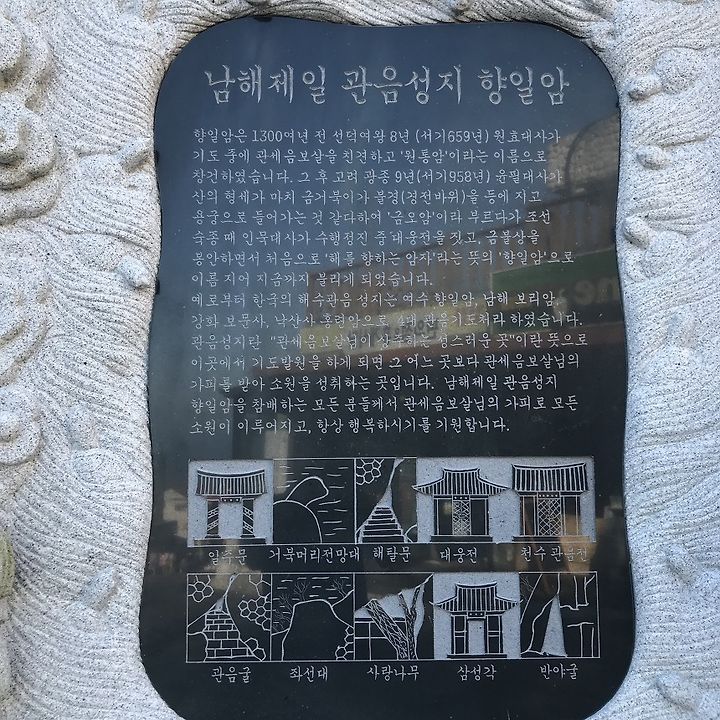 남해제일 관음성지 향일암
향일암은 1300여년 전 선덕여왕 8년 (서기659년) 원효대사가
기도 중에 관세음보살을 친견하고 '원통암'이라는 이름으로
창건하였습니다. 그 후 고려 광종 9년(서기958년) 윤필대사가
산의 형세가 마치 금거북이가 불경(경전바위)을 등에 지고
용궁으로 들어가는 것 같다하여 '금오암'이라 부르다가 조선
숙종 때 인묵대사가 수행정진 중 대웅전을 짓고, 금불상을
봉안하면서 처음으로 '해를 향하는 암자'라는 뜻의 '향일암'으로
이름 지어 지금까지 불리게 되었습니다.
예로부터 한국의 해수관음 성지는 여수 향일암, 남해 보리암,
강화 보문사, 낙산사 홍련암으로 4대 관음기도처라 하였습니다.
관음성지란 "관세음보살님이 상주하는 성스러운 곳"이란 뜻으로
이곳에서 기도발원을 하게 되면 그 어느 곳보다 관세음보살님의
가피를 받아 소원을 성취하는 곳입니다. 남해제일 관음성지
향일암을 참배하는 모든 분들께서 관세음보살님의 가피로 모든
소원이 이루어지고, 항상 행복하시기를 기원합니다.
일주문 거북머리전망대 해탈문 대웅전 천수관음전
관음굴 좌선대 사랑나무 삼성각 반야굴